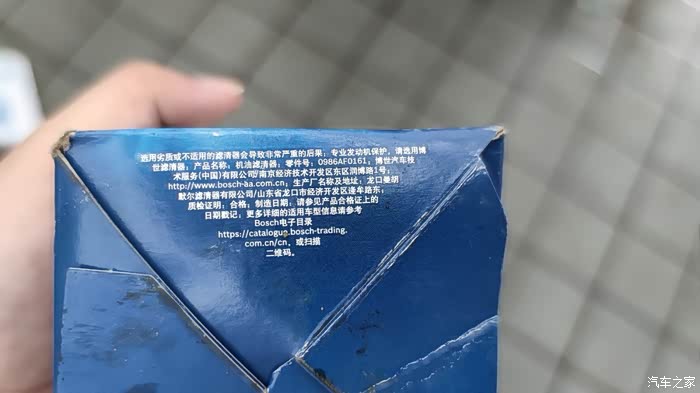 选用劣质或不适用的滤清器会导致非常严重的后果，专业发动机保护，请选用博
世滤清器，产品名称：机油滤清器，零件号：0986AF0161，博世汽车技
术服务(中国)有限公司/南京经济技术开发区东区润博路1号，
http://www.bosch-aa.com.cn，生产厂名称及地址：龙口曼胡
默尔滤清器有限公司/山东省龙口市经济开发区逄牟路东，
质检证明：合格，制造日期：请参见产品合格证上的
日期戳记，更多详细的适用车型信息请参考
Bosch电子目录
https://catalogue.bosch-trading.
com.cn/cn，或扫描
二维码。
汽车之家